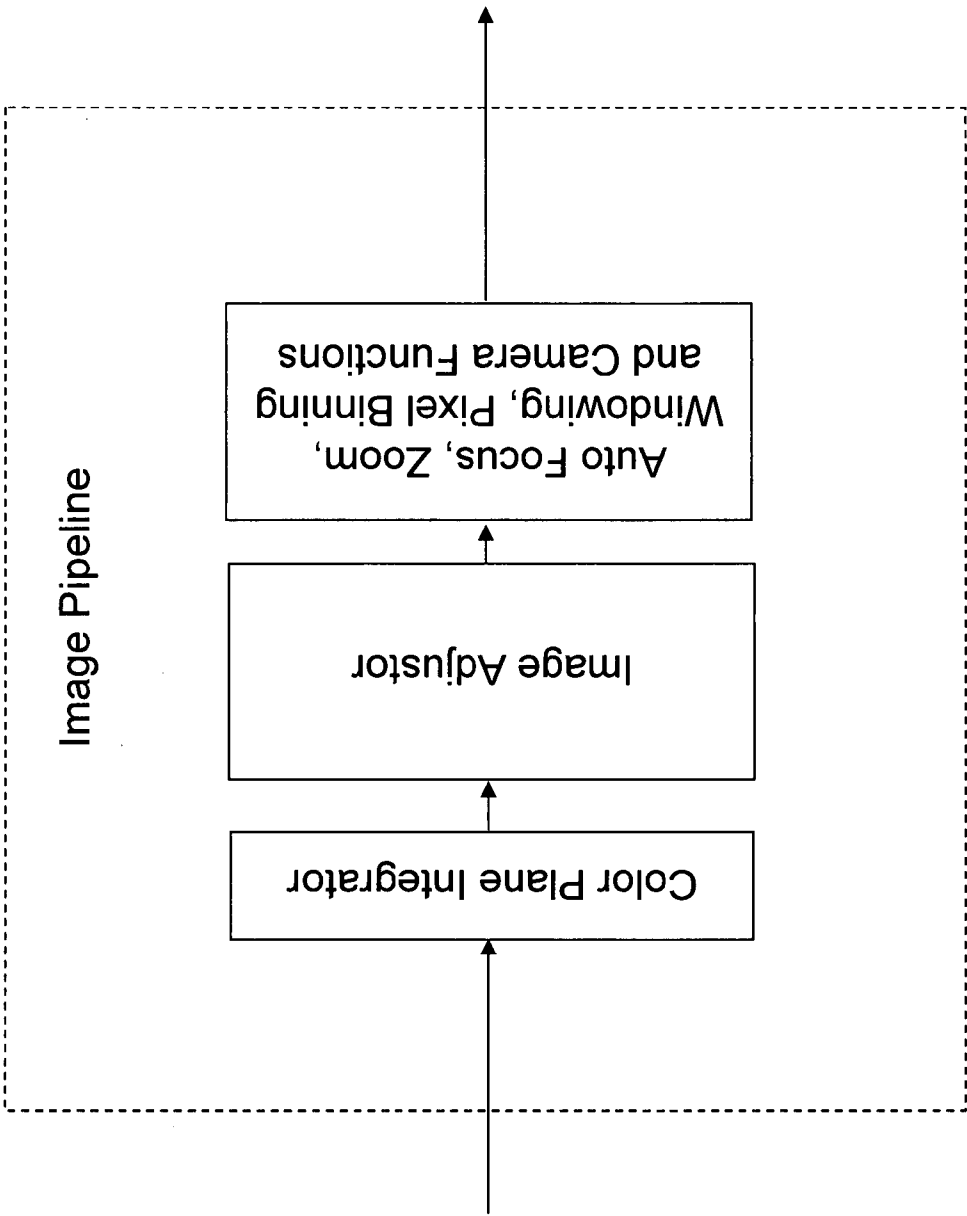 Image Pipeline
Color Plane Integrator
Image Adjustor
Auto Focus, Zoom,
Windowing, Pixel Binning
and Camera Functions